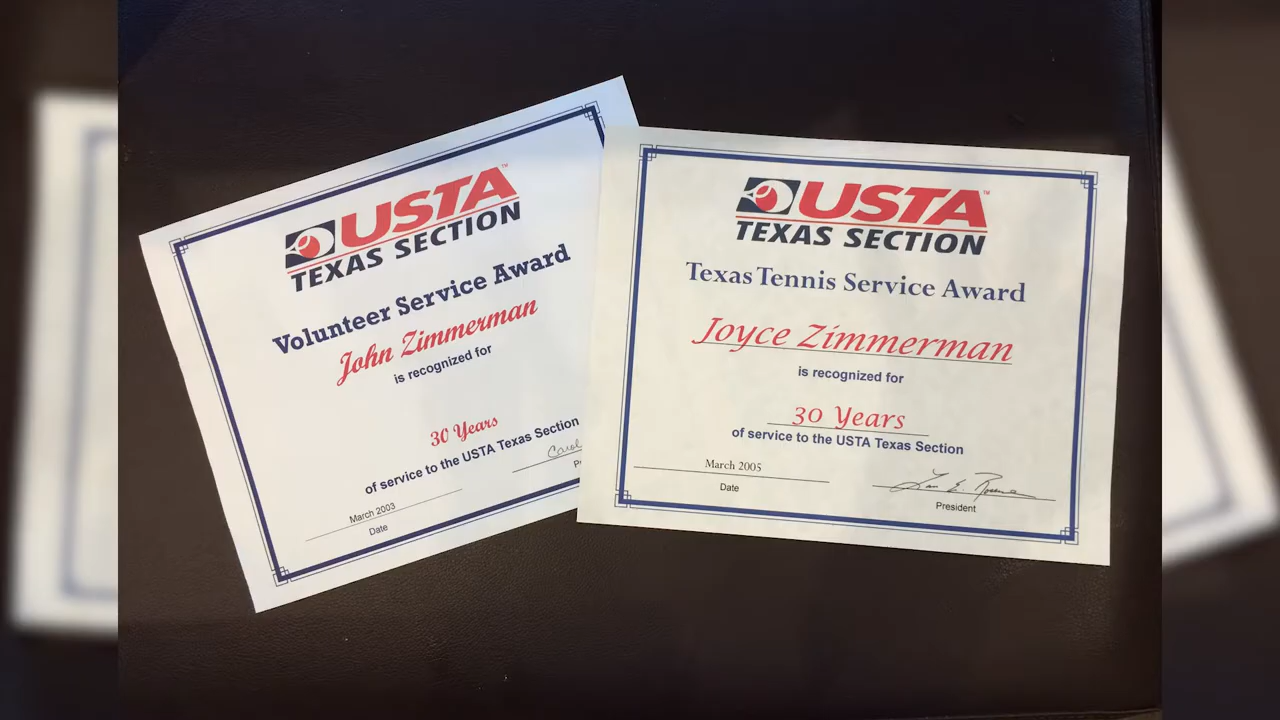 USTA
TEXAS SECTION
Volunteer Service Award
John Zimmerman
is recognized for
30 Years
of service to the USTA Texas Section
March 2003
Date
Carol
USTA™
TEXAS SECTION
Texas Tennis Service Award
Joyce Zimmerman
is recognized for
30 Years
of service to the USTA Texas Section
March 2005
Date
President